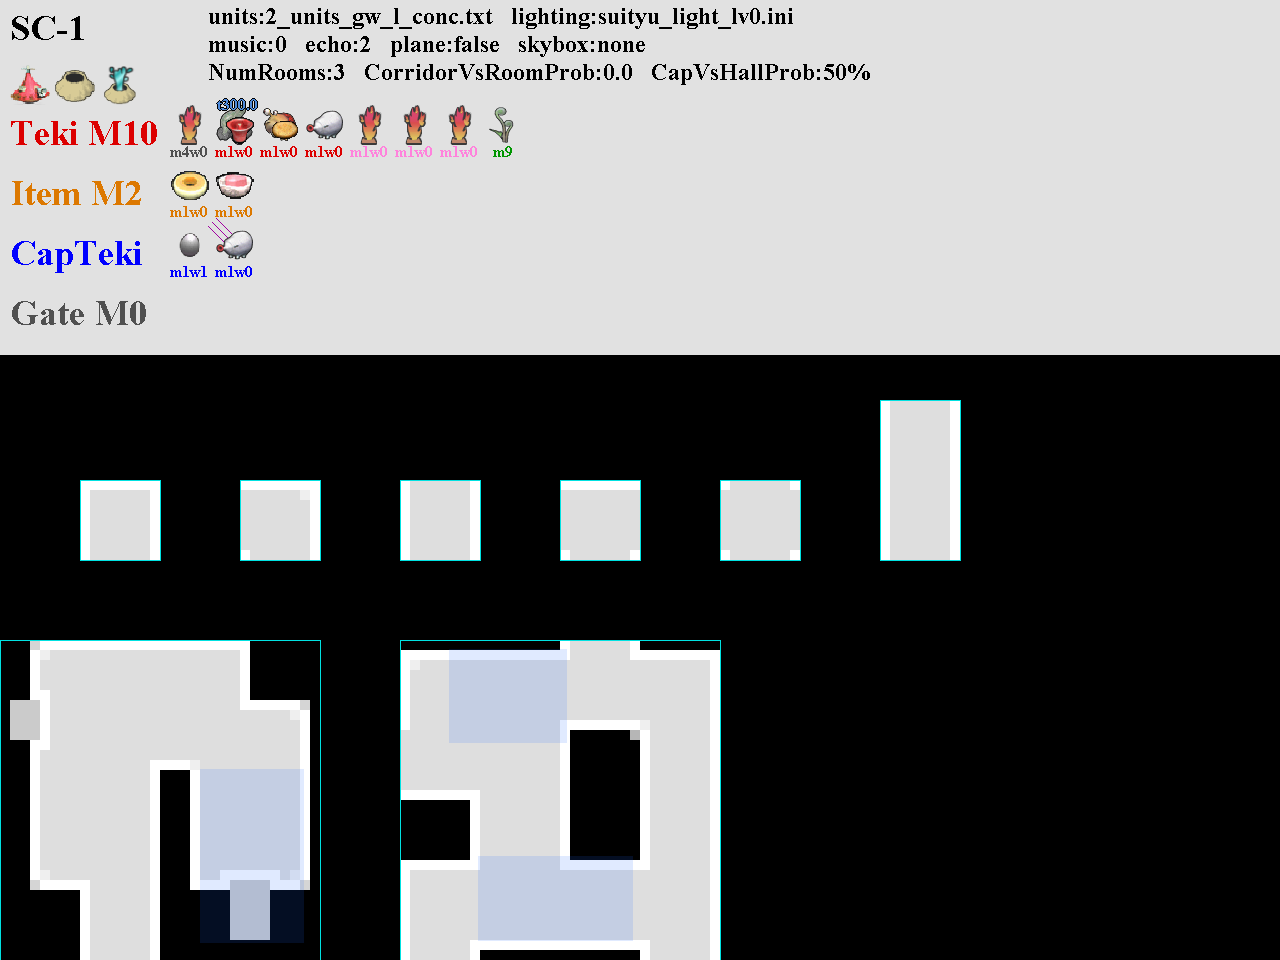 SC-1
units:2_units_gw_l_conc.txt lighting:suityu_light_lv0.ini
music:0 echo:2 plane:false skybox:none
NumRooms:3 CorridorVsRoomProb:0.0 CapVsHallProb:50%
t300.0
Teki M10
m4w0 m1w0 m1w0 m1w0 m1w0 m1w0 m1w0 m9
Item M2
m1w0 m1w0
CapTeki
m1w1 m1w0
Gate M0